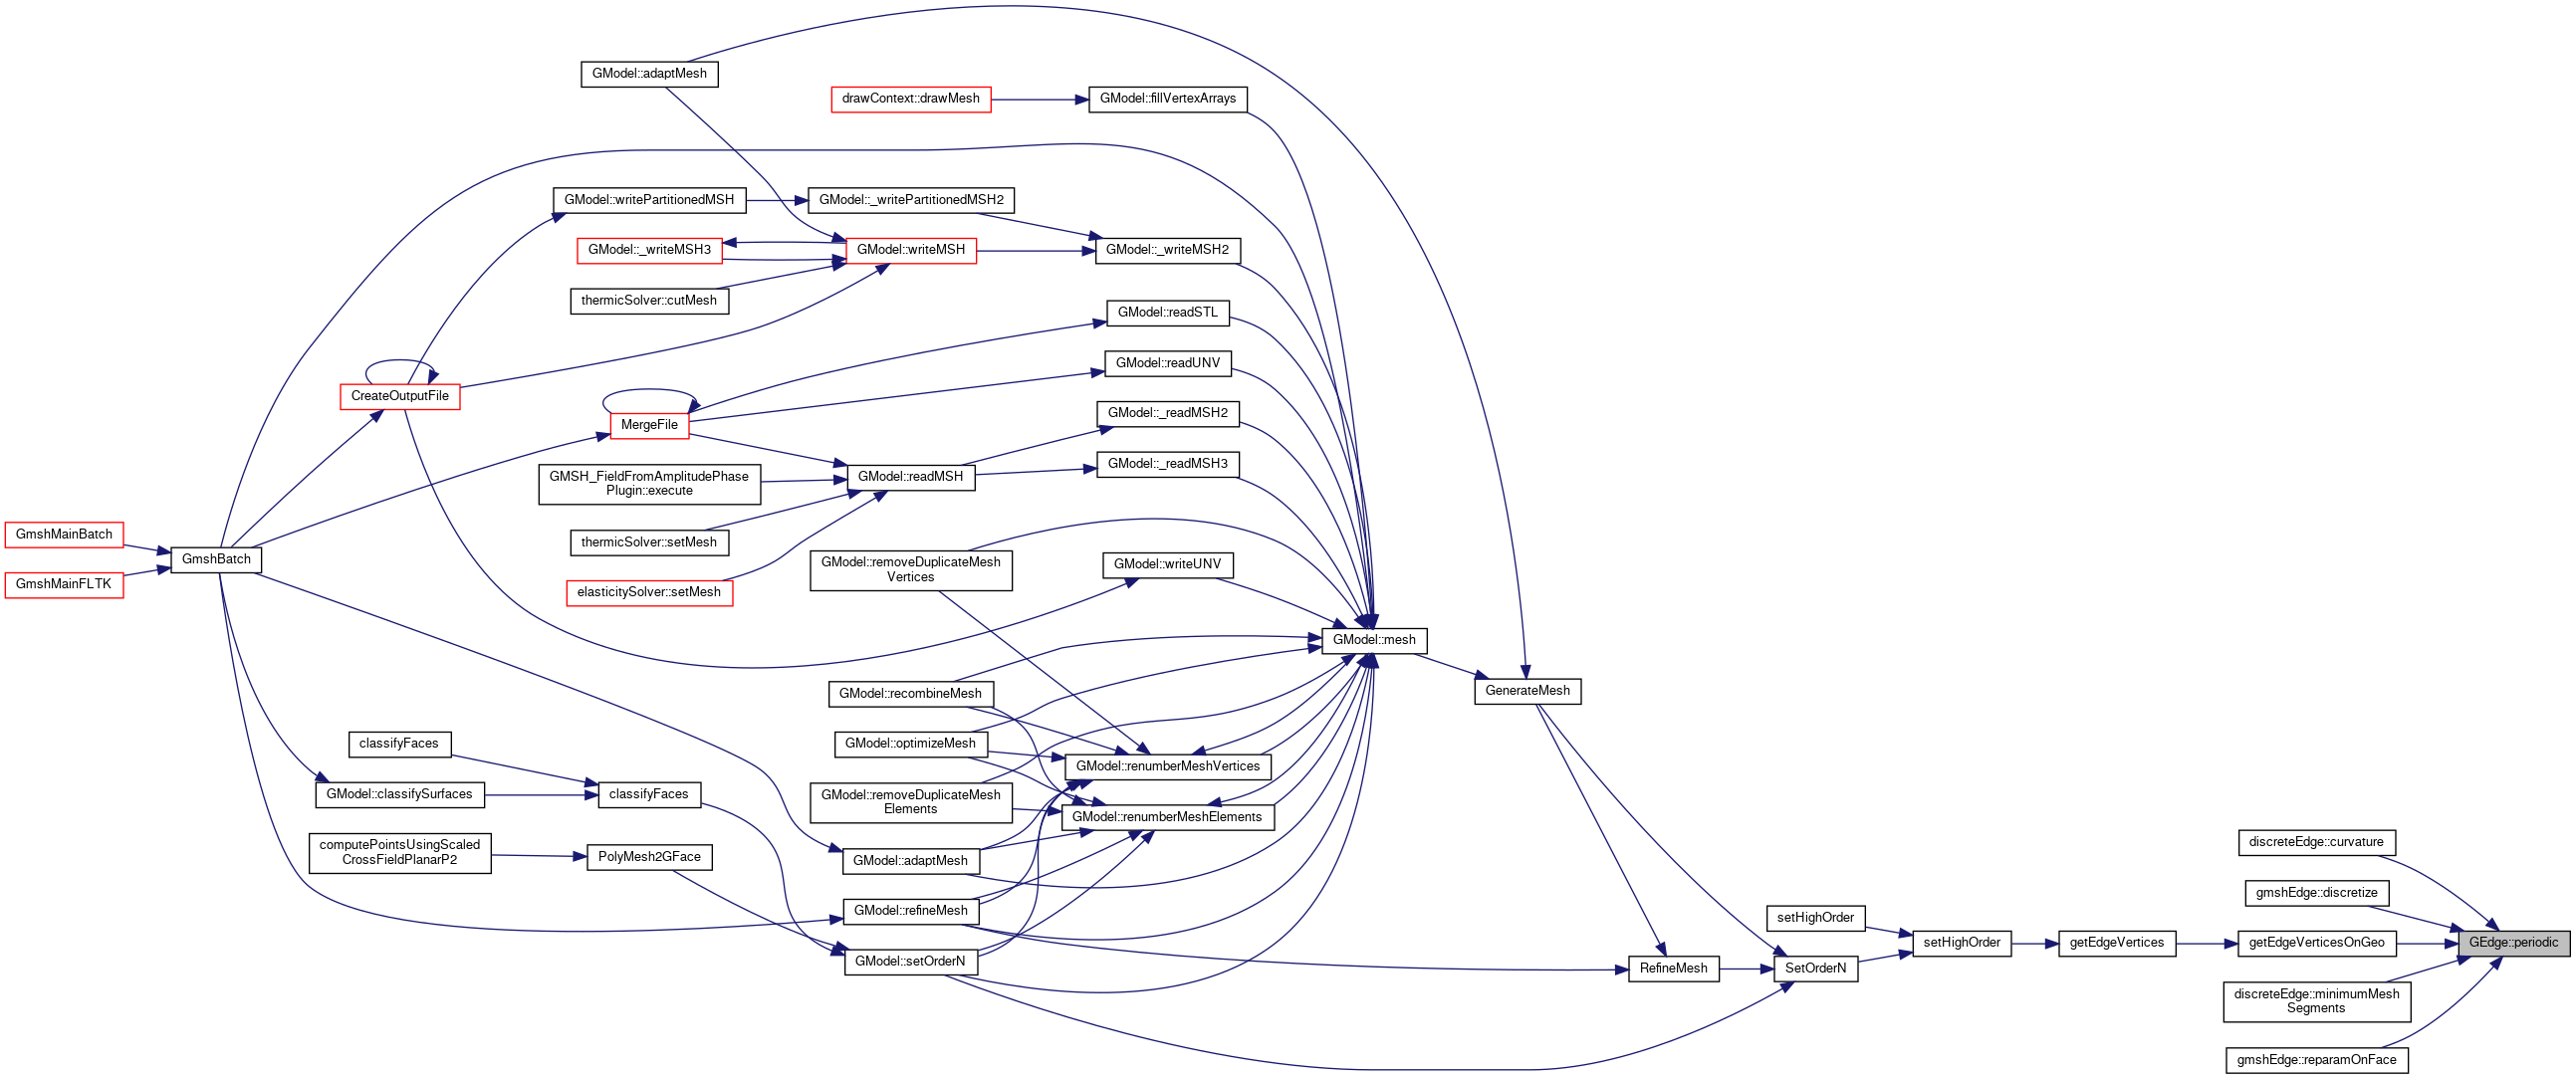 GModel::adaptMesh
drawContext::drawMesh
GModel::fillVertexArrays
GModel::writePartitionedMSH
GModel::_writePartitionedMSH2
GModel::_writeMSH3
GModel::writeMSH
GModel::_writeMSH2
thermicSolver::cutMesh
GModel::readSTL
GModel::readUNV
CreateOutputFile
MergeFile
GModel::_readMSH2
GModel::_readMSH3
GMSH_FieldFromAmplitudePhase
Plugin::execute
GModel::readMSH
GmshMainBatch
GmshMainFLTK
GmshBatch
thermicSolver::setMesh
elasticitySolver::setMesh
GModel::removeDuplicateMesh
Vertices
GModel::writeUNV
GModel::mesh
GModel::recombineMesh
GenerateMesh
classifyFaces
GModel::optimizeMesh
GModel::renumberMeshVertices
GModel::classifySurfaces
classifyFaces
GModel::removeDuplicateMesh
Elements
GModel::renumberMeshElements
computePointsUsingScaled
CrossFieldPlanarP2
PolyMesh2GFace
GModel::adaptMesh
GModel::refineMesh
GModel::setOrderN
RefineMesh
SetOrderN
setHighOrder
setHighOrder
getEdgeVertices
discreteEdge::curvature
gmshEdge::discretize
getEdgeVerticesOnGeo
GEdge::periodic
discreteEdge::minimumMesh
Segments
gmshEdge::reparamOnFace